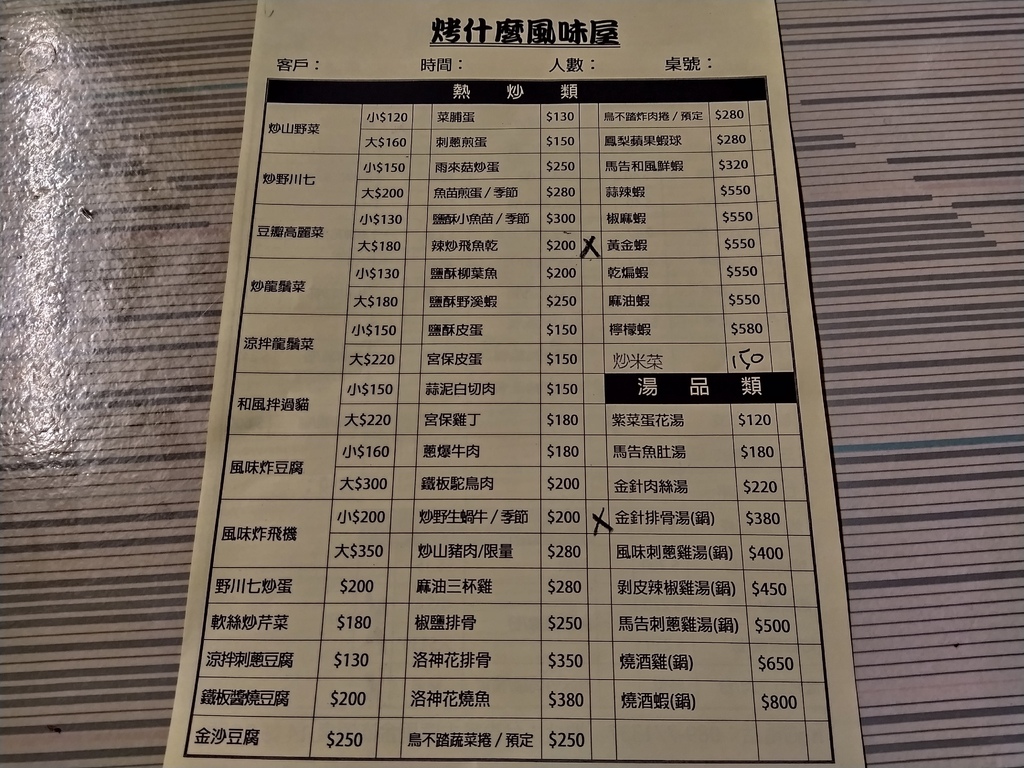 烤什麼風味屋
客戶： 時間： 人數： 桌號：
熱炒類
炒山野菜 小$120 菜脯蛋 $130 鳥不踏炸肉捲/預定 $280
大$160 刺蔥煎蛋 $150 鳳梨蘋果蝦球 $280
炒野川七 小$150 雨來菇炒蛋 $250 馬告和風鮮蝦 $320
大$200 魚苗煎蛋/季節 $280 蒜辣蝦 $550
豆瓣高麗菜 小$130 鹽酥小魚苗/季節 $300 椒麻蝦 $550
大$180 辣炒飛魚乾 $200 X 黃金蝦 $550
炒龍鬚菜 小$130 鹽酥柳葉魚 $200 乾煸蝦 $550
大$180 鹽酥野溪蝦 $250 麻油蝦 $550
涼拌龍鬚菜 小$150 鹽酥皮蛋 $150 檸檬蝦 $580
大$220 宮保皮蛋 $150 炒米菜 150
和風拌過貓 小$150 蒜泥白切肉 $150 湯品類
大$220 宮保雞丁 $180 紫菜蛋花湯 $120
風味炸豆腐 小$160 蔥爆牛肉 $180 馬告魚肚湯 $180
大$300 鐵板鴕鳥肉 $200 金針肉絲湯 $220
風味炸飛機 小$200 炒野生蝸牛/季節 $200 X 金針排骨湯(鍋) $380
大$350 炒山豬肉/限量 $280 風味刺蔥雞湯(鍋) $400
野川七炒蛋 $200 麻油三杯雞 $280 剝皮辣椒雞湯(鍋) $450
軟絲炒芹菜 $180 椒鹽排骨 $250 馬告刺蔥雞湯(鍋) $500
涼拌刺蔥豆腐 $130 洛神花排骨 $350 燒酒雞(鍋) $650
鐵板醬燒豆腐 $200 洛神花燒魚 $380 燒酒蝦(鍋) $800
金沙豆腐 $250 鳥不踏蔬菜捲/預定 $250